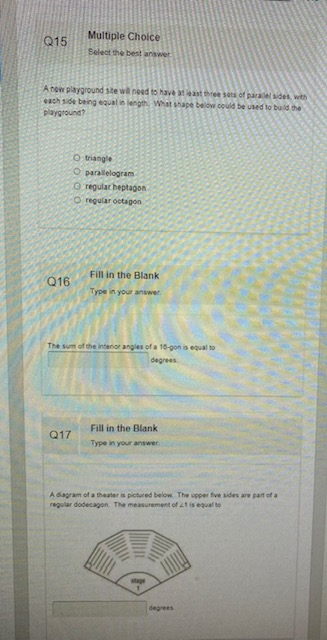 Q15
Multiple Choice
Select the best answer.
A new playground site will need to have at least three sets of parallel sides, with
each side being equal in length. What shape below could be used to build the
playground?
triangle
parallelogram
regular heptagon
regular octagon
Q16
Fill in the Blank
Type in your answer.
The sum of the interior angles of a 16-gon is equal to
degrees.
Q17
Fill in the Blank
Type in your answer.
A diagram of a theater is pictured below. The upper five sides are part of a
regular dodecagon. The measurement of ∠1 is equal to
stage
1
degrees.